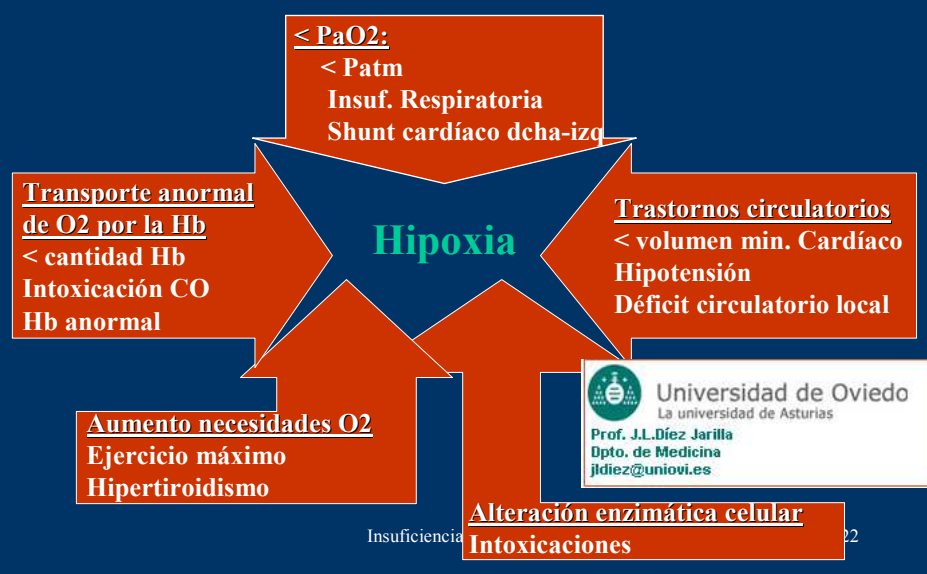 < PaO2:
< Patm
Insuf. Respiratoria
Shunt cardíaco dcha-izq
Transporte anormal
de O2 por la Hb
< cantidad Hb
Intoxicación CO
Hb anormal
Hipoxia
Trastornos circulatorios
< volumen min. Cardíaco
Hipotensión
Déficit circulatorio local
Aumento necesidades O2
Ejercicio máximo
Hipertiroidismo
Universidad de Oviedo
La universidad de Asturias
Prof. J.L.Díez Jarilla
Dpto. de Medicina
jldiez@uniovi.es
Alteración enzimática celular
Intoxicaciones
Insuficiencia
22